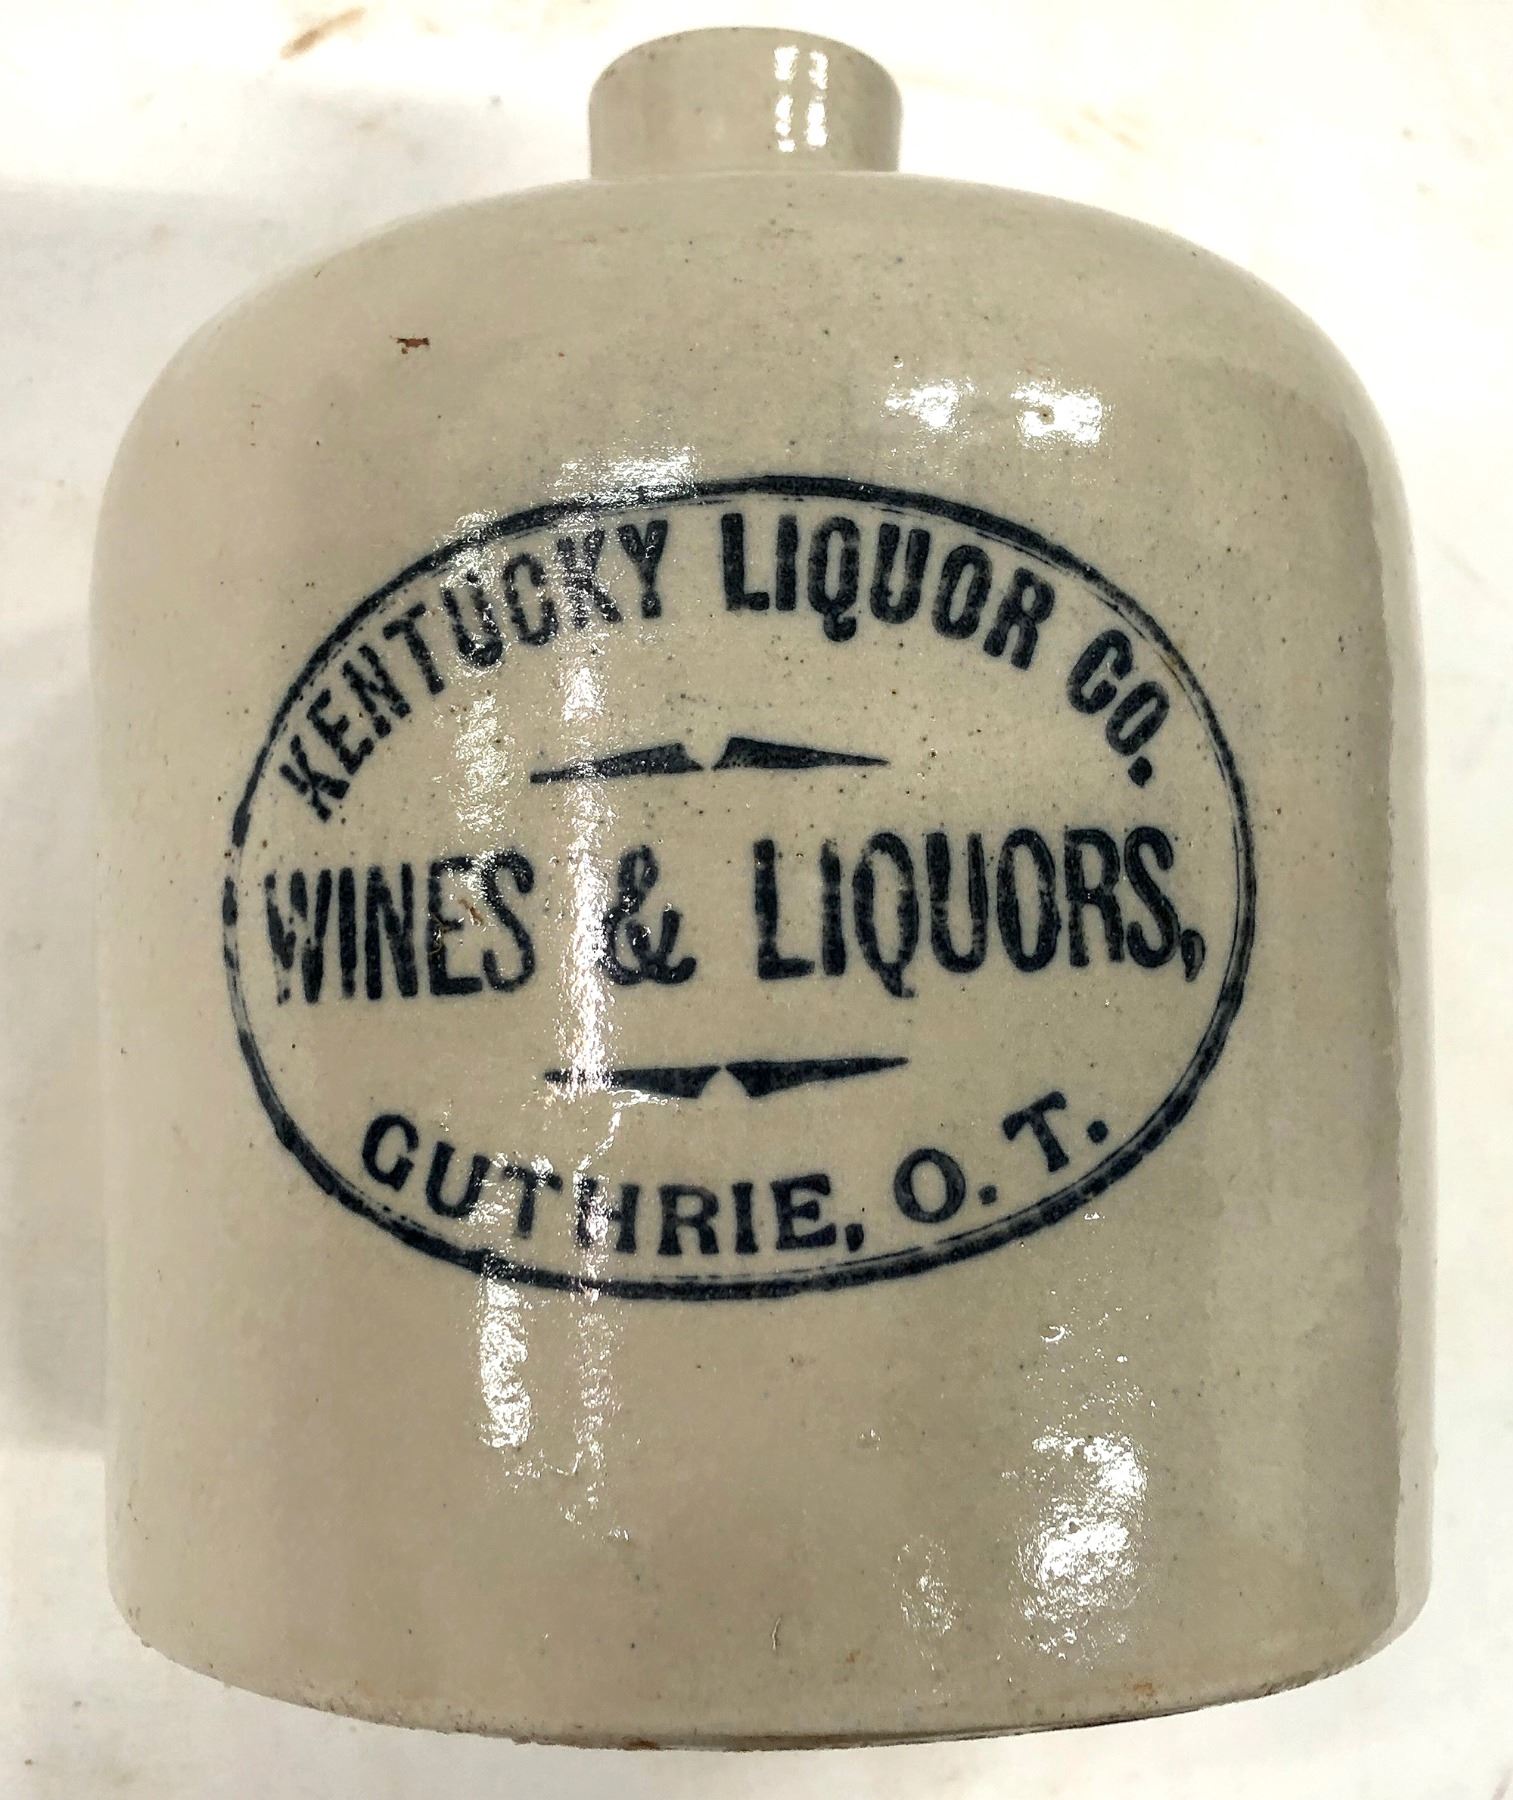 KENTUCKY LIQUOR CO.
WINES & LIQUORS,
GUTHRIE, O. T.